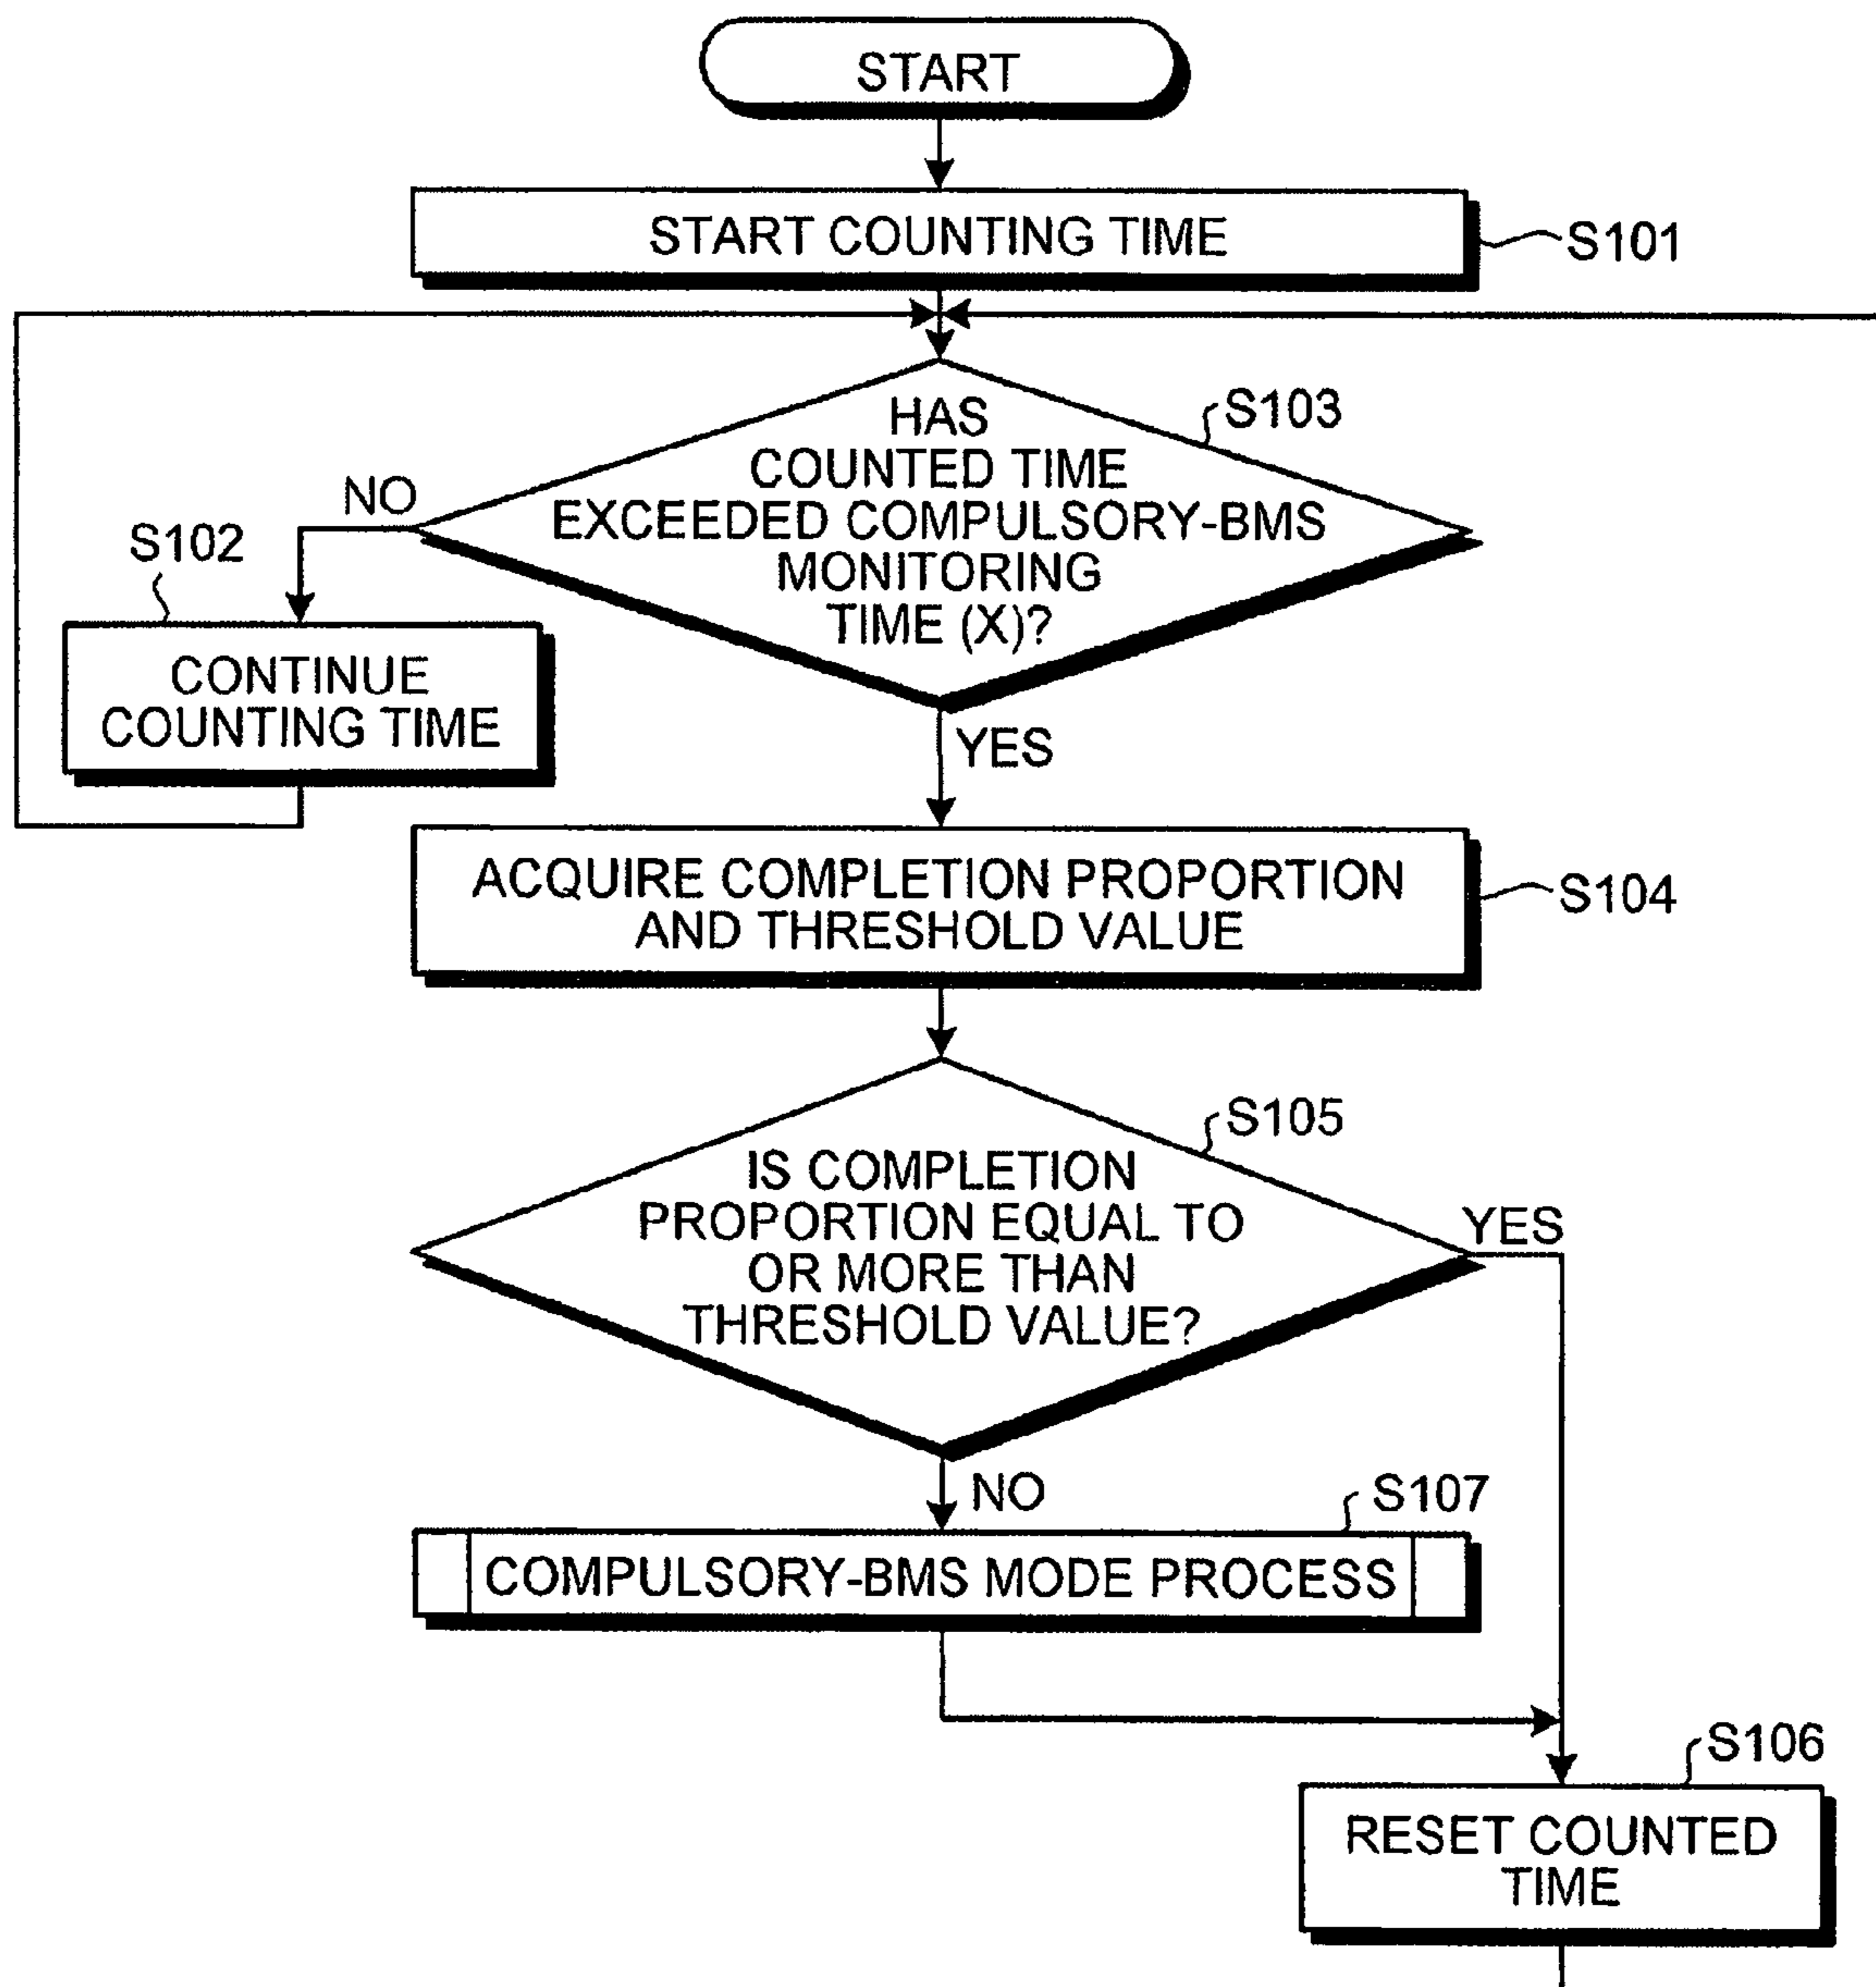 START
START COUNTING TIME
S101
HAS
COUNTED TIME
EXCEEDED COMPULSORY-BMS
MONITORING
TIME (X)?
S103
NO
S102
CONTINUE
COUNTING TIME
YES
ACQUIRE COMPLETION PROPORTION
AND THRESHOLD VALUE
S104
S105
IS COMPLETION
PROPORTION EQUAL TO
OR MORE THAN
THRESHOLD VALUE?
YES
NO
S107
COMPULSORY-BMS MODE PROCESS
S106
RESET COUNTED
TIME